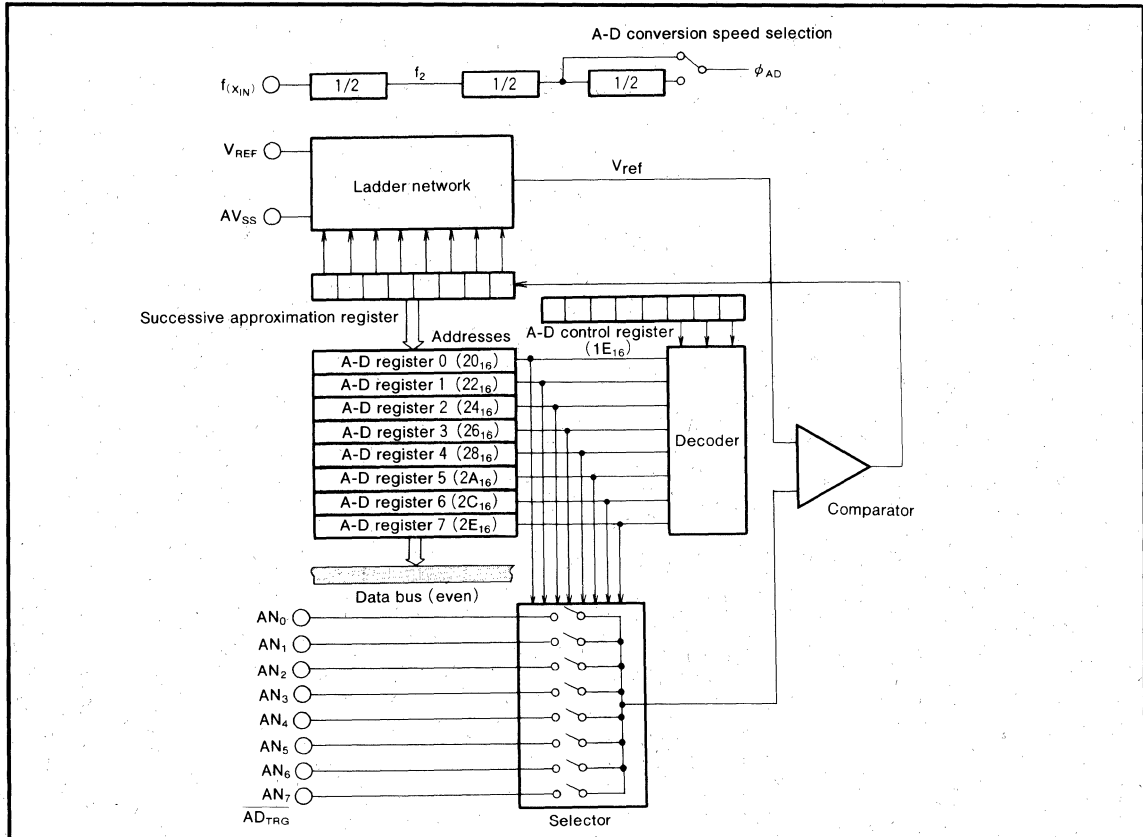 A-D conversion speed selection
f(XIN) 1/2 f2 1/2 1/2 ϕAD
VREF
Ladder network
Vref
AVSS
Successive approximation register
Addresses
A-D control register
(1E16)
A-D register 0 (2016)
A-D register 1 (2216)
A-D register 2 (2416)
A-D register 3 (2616)
A-D register 4 (2816)
A-D register 5 (2A16)
A-D register 6 (2C16)
A-D register 7 (2E16)
Decoder
Comparator
Data bus (even)
AN0
AN1
AN2
AN3
AN4
AN5
AN6
AN7
ADTRG
Selector